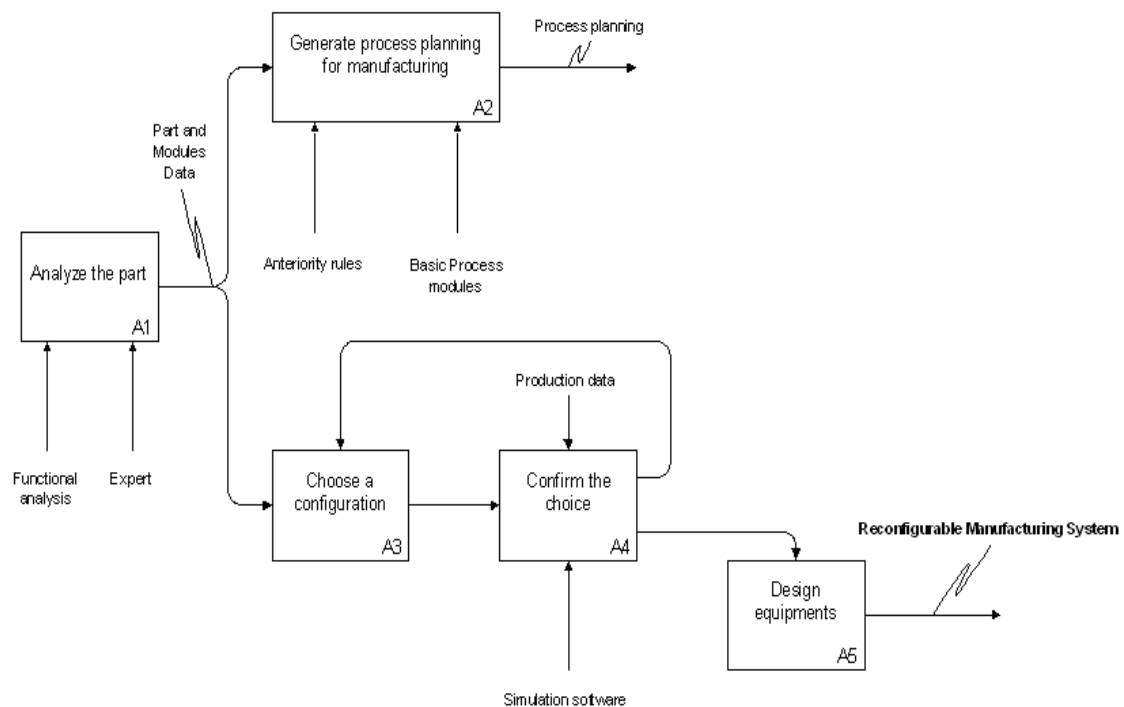 Process planning
Generate process planning
for manufacturing
A2
Part and
Modules
Data
Anteriority rules
Basic Process
modules
Analyze the part
A1
Functional
analysis
Expert
Production data
Choose a
configuration
A3
Confirm the
choice
A4
Simulation software
Reconfigurable Manufacturing System
Design
equipments
A5